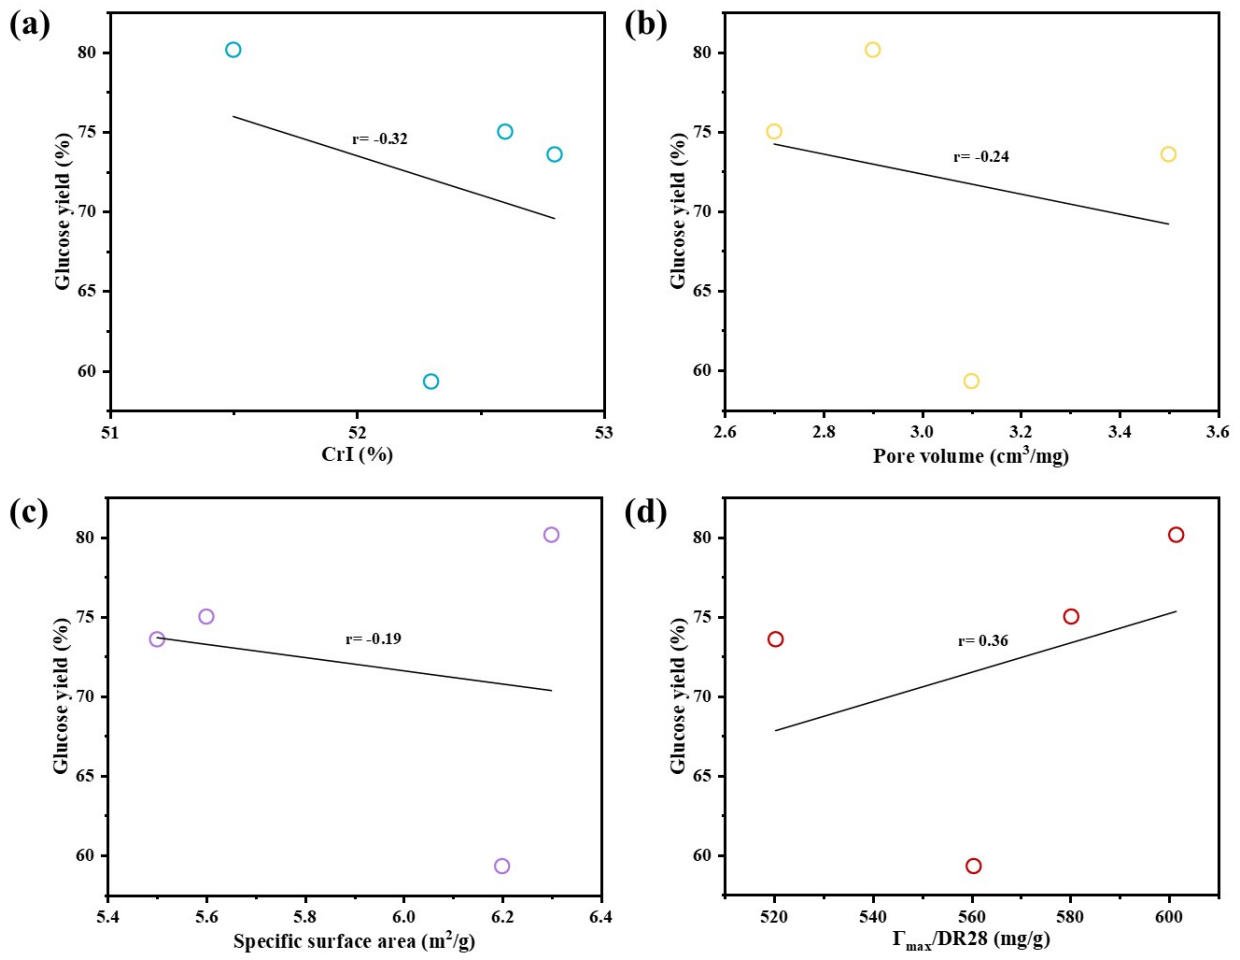 (a)
80
75
70
65
60
Glucose yield (%)
r= -0.32
51
52
53
CrI (%)
(b)
80
75
70
65
60
Glucose yield (%)
r= -0.24
2.6
2.8
3.0
3.2
3.4
3.6
Pore volume (cm³/mg)
(c)
80
75
70
65
60
Glucose yield (%)
r= -0.19
5.4
5.6
5.8
6.0
6.2
6.4
Specific surface area (m²/g)
(d)
80
75
70
65
60
Glucose yield (%)
r= 0.36
520
540
560
580
600
Γmax/DR28 (mg/g)